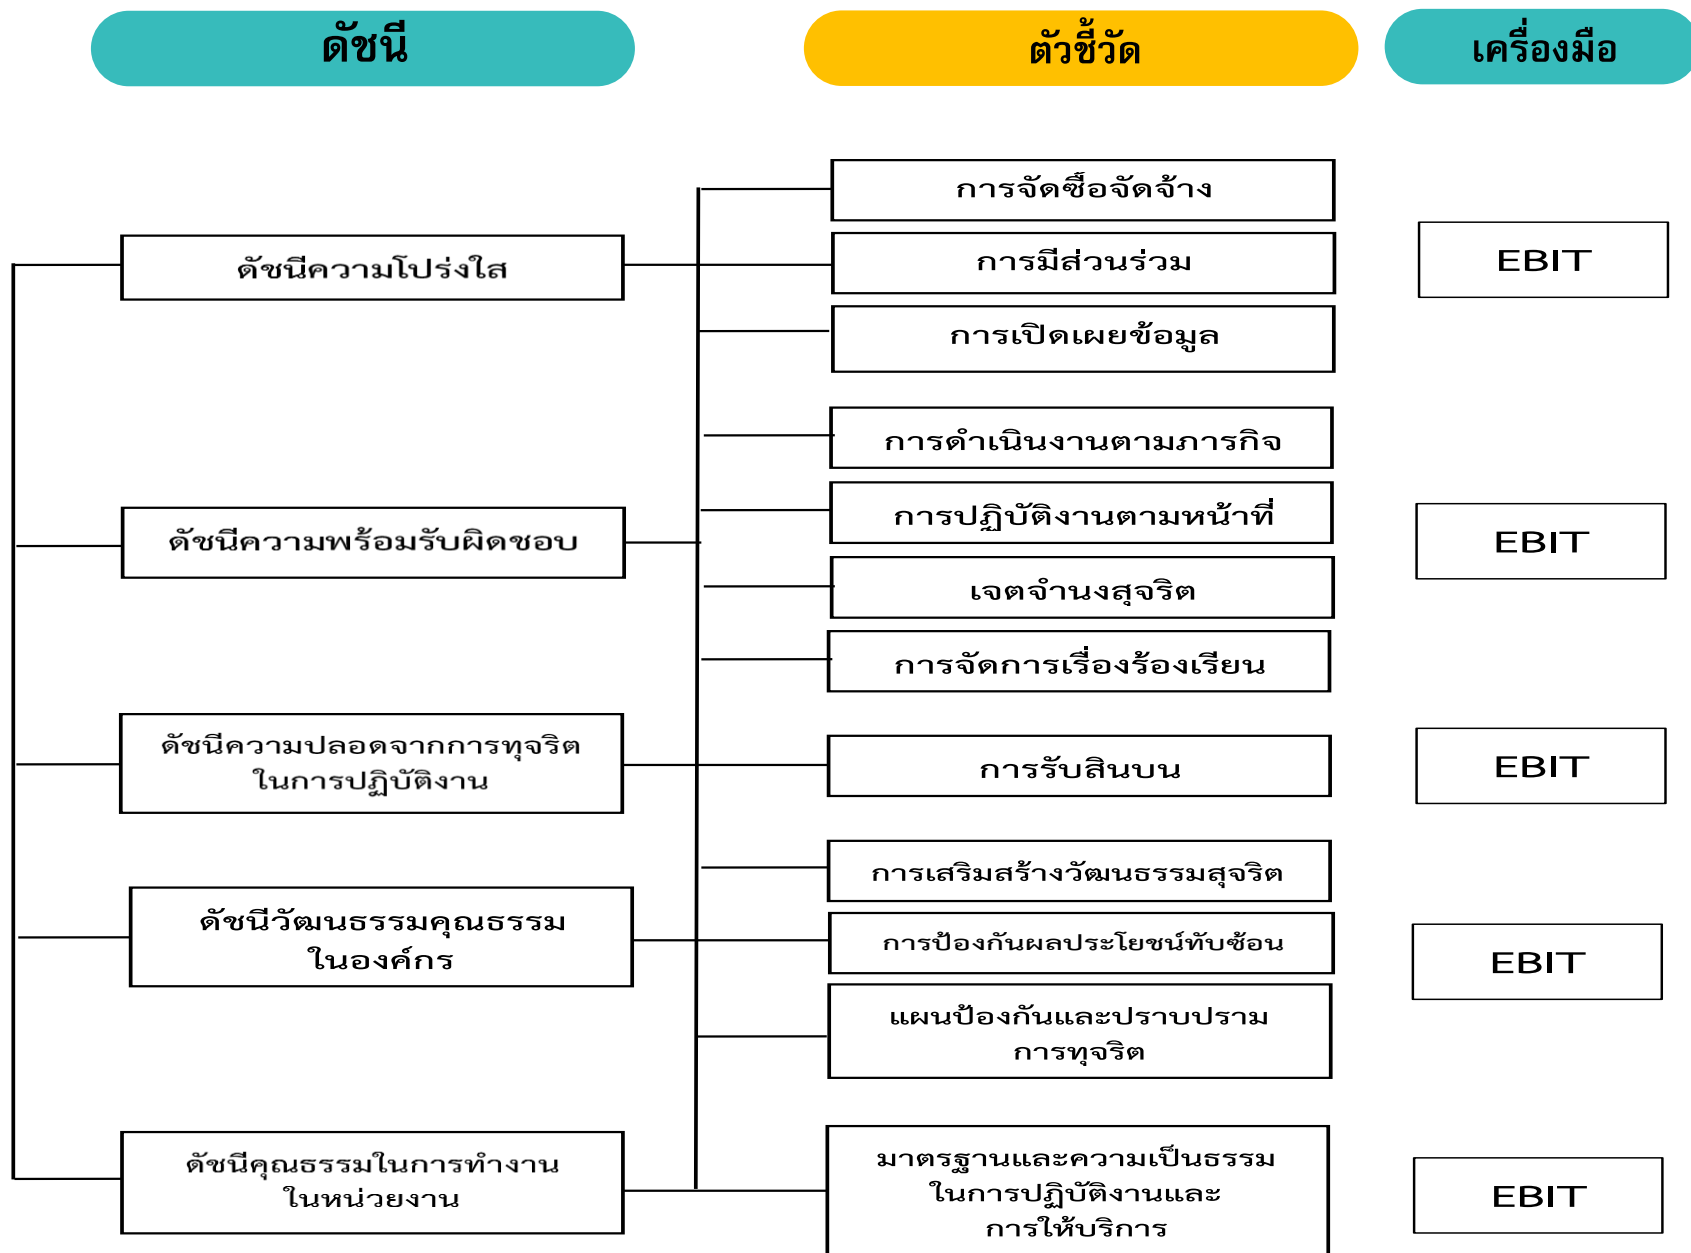 ดัชนี
ตัวชี้วัด
เครื่องมือ
ดัชนีความโปร่งใส
การจัดซื้อจัดจ้าง
การมีส่วนร่วม
การเปิดเผยข้อมูล
EBIT
ดัชนีความพร้อมรับผิดชอบ
การดำเนินงานตามภารกิจ
การปฏิบัติงานตามหน้าที่
เจตจำนงสุจริต
การจัดการเรื่องร้องเรียน
EBIT
ดัชนีความปลอดจากการทุจริต
ในการปฏิบัติงาน
การรับสินบน
EBIT
ดัชนีวัฒนธรรมคุณธรรม
ในองค์กร
การเสริมสร้างวัฒนธรรมสุจริต
การป้องกันผลประโยชน์ทับซ้อน
แผนป้องกันและปราบปราม
การทุจริต
EBIT
ดัชนีคุณธรรมในการทำงาน
ในหน่วยงาน
มาตรฐานและความเป็นธรรม
ในการปฏิบัติงานและ
การให้บริการ
EBIT